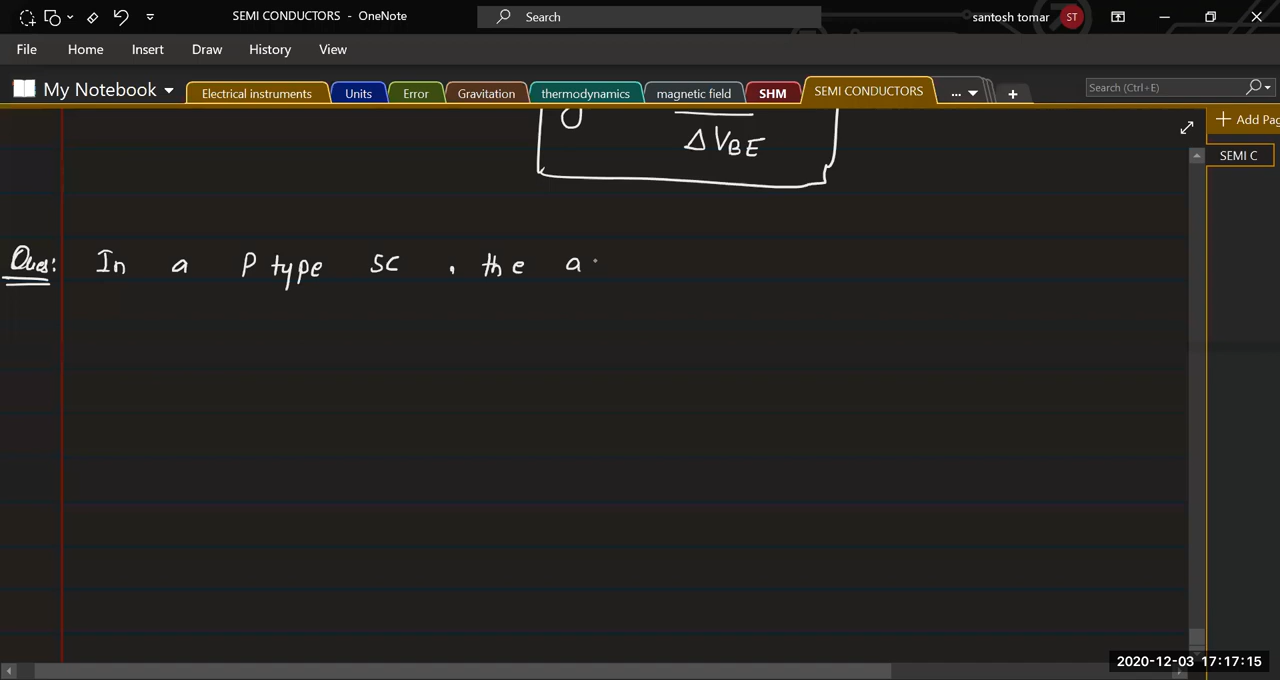 SEMI CONDUCTORS - OneNote
Search
santosh tomar
ST
File Home Insert Draw History View
My Notebook
Electrical instruments Units Error Gravitation thermodynamics magnetic field SHM SEMI CONDUCTORS ... +
Search (Ctrl+E)
+ Add Pag
SEMI C
Δ VBE
Ques: In a P type SC , the a
2020-12-03 17:17:15